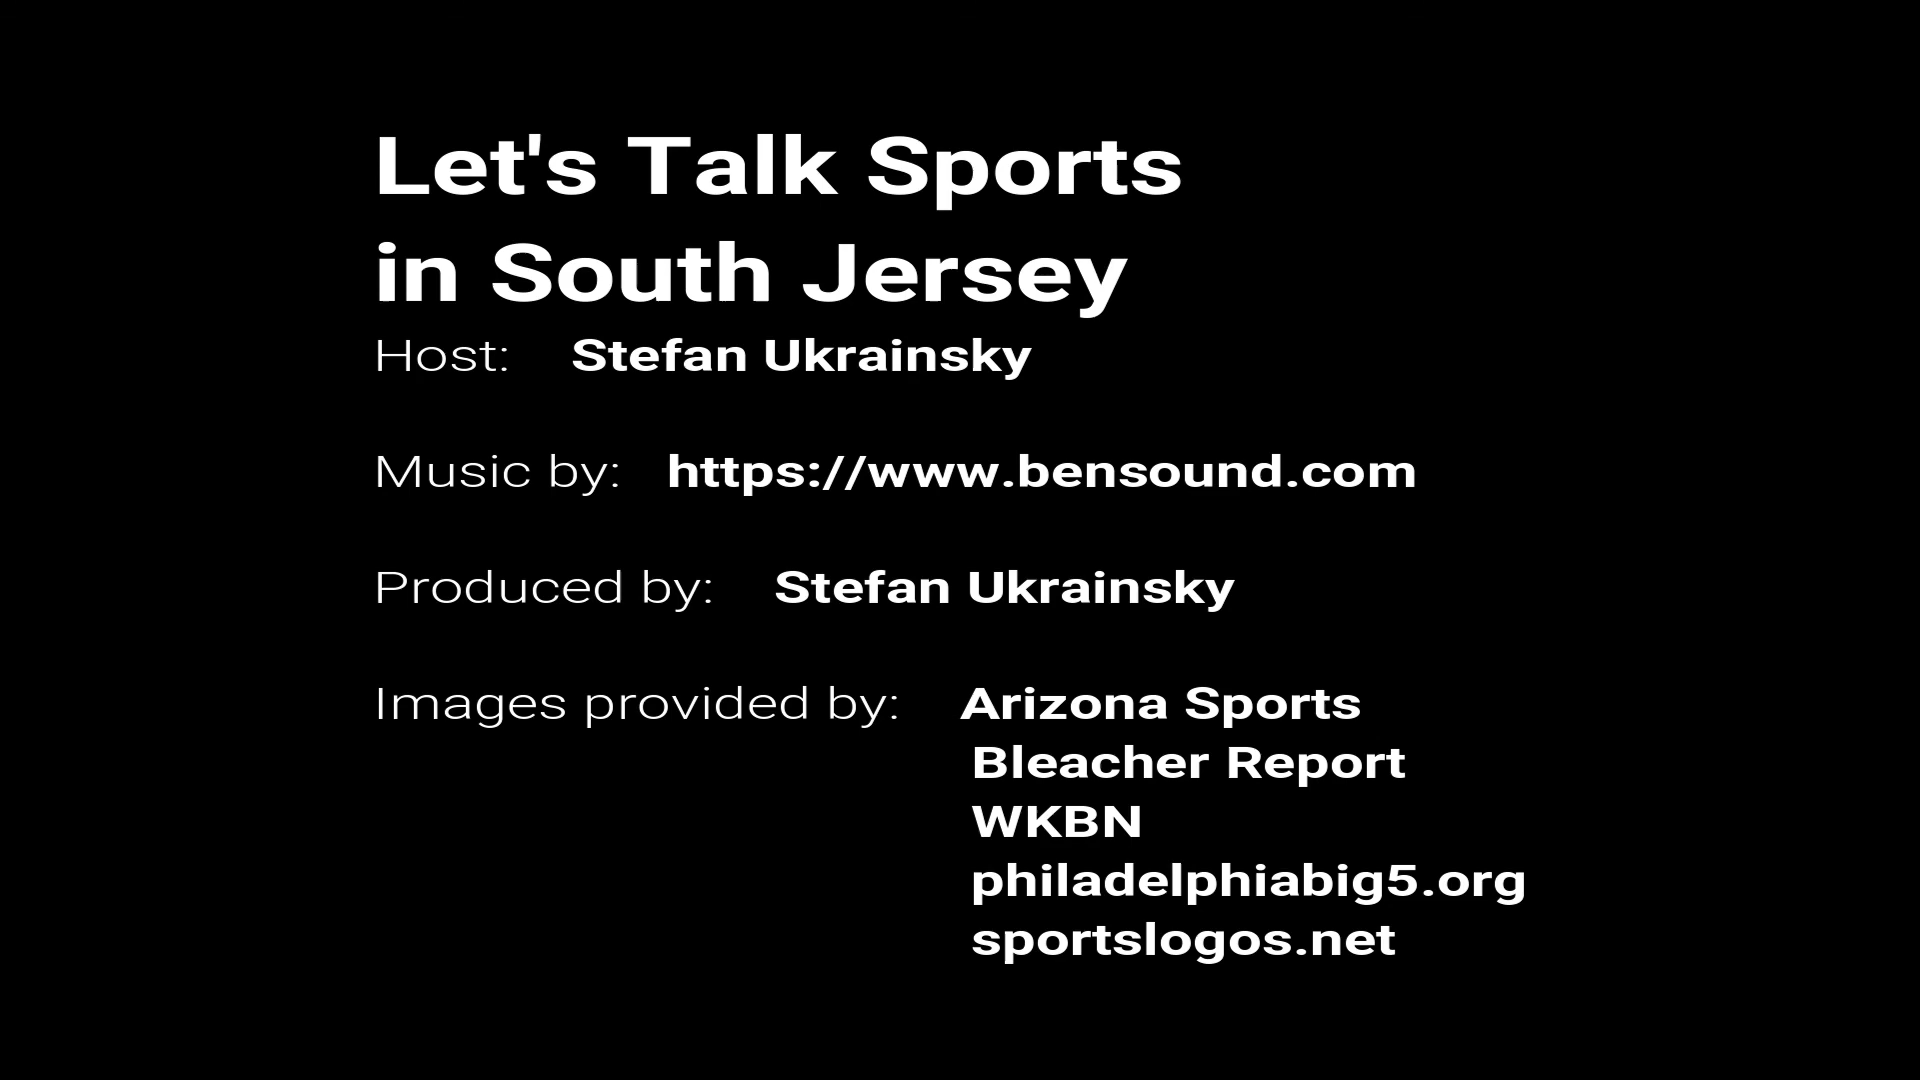 Let's Talk Sports
in South Jersey
Host: Stefan Ukrainsky
Music by: https://www.bensound.com
Produced by: Stefan Ukrainsky
Images provided by: Arizona Sports
Bleacher Report
WKBN
philadelphiabig5.org
sportslogos.net